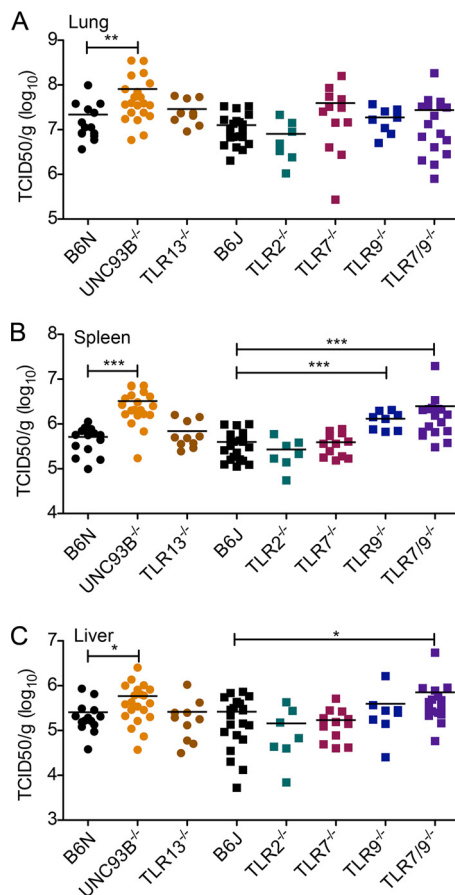 A
Lung
**
TCID50/g (log10)
9
8
7
6
5
B6N
UNC93B-/-
TLR13-/-
B6J
TLR2-/-
TLR7-/-
TLR9-/-
TLR7/9-/-
B
Spleen
***
***
***
TCID50/g (log10)
8
7
6
5
4
B6N
UNC93B-/-
TLR13-/-
B6J
TLR2-/-
TLR7-/-
TLR9-/-
TLR7/9-/-
C
Liver
*
*
TCID50/g (log10)
7
6
5
4
3
B6N
UNC93B-/-
TLR13-/-
B6J
TLR2-/-
TLR7-/-
TLR9-/-
TLR7/9-/-